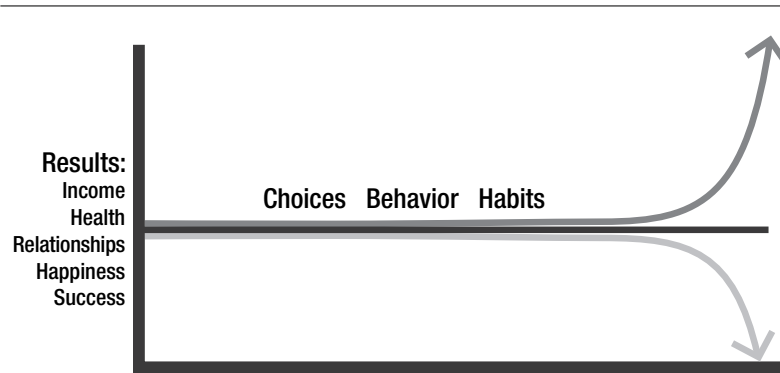 Results:
Income
Health
Relationships
Happiness
Success
Choices Behavior Habits